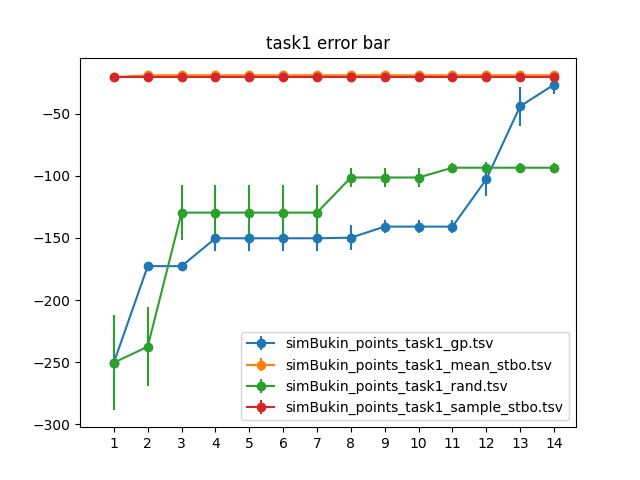 task1 error bar
−50
−100
−150
−200
−250
−300
simBukin_points_task1_gp.tsv
simBukin_points_task1_mean_stbo.tsv
simBukin_points_task1_rand.tsv
simBukin_points_task1_sample_stbo.tsv
1 2 3 4 5 6 7 8 9 10 11 12 13 14